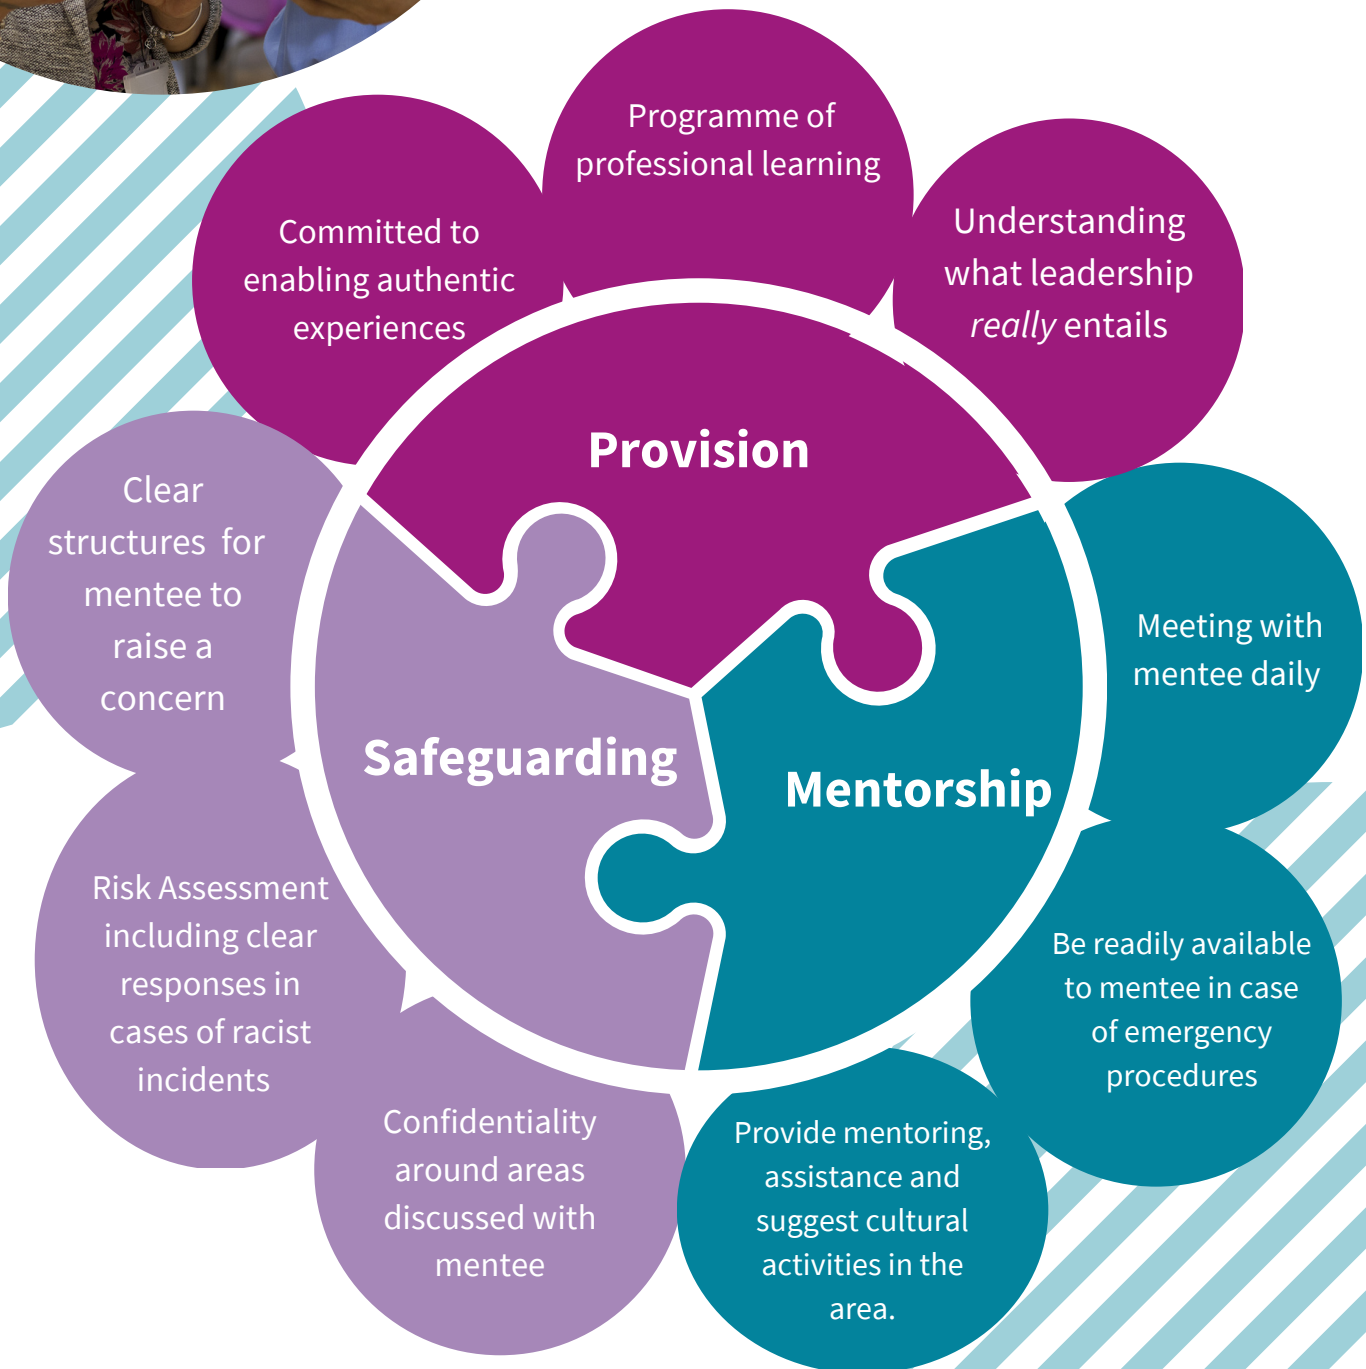 Programme of
professional learning
Committed to
enabling authentic
experiences
Understanding
what leadership
really entails
Provision
Clear
structures for
mentee to
raise a
concern
Meeting with
mentee daily
Safeguarding
Mentorship
Risk Assessment
including clear
responses in
cases of racist
incidents
Be readily available
to mentee in case
of emergency
procedures
Confidentiality
around areas
discussed with
mentee
Provide mentoring,
assistance and
suggest cultural
activities in the
area.